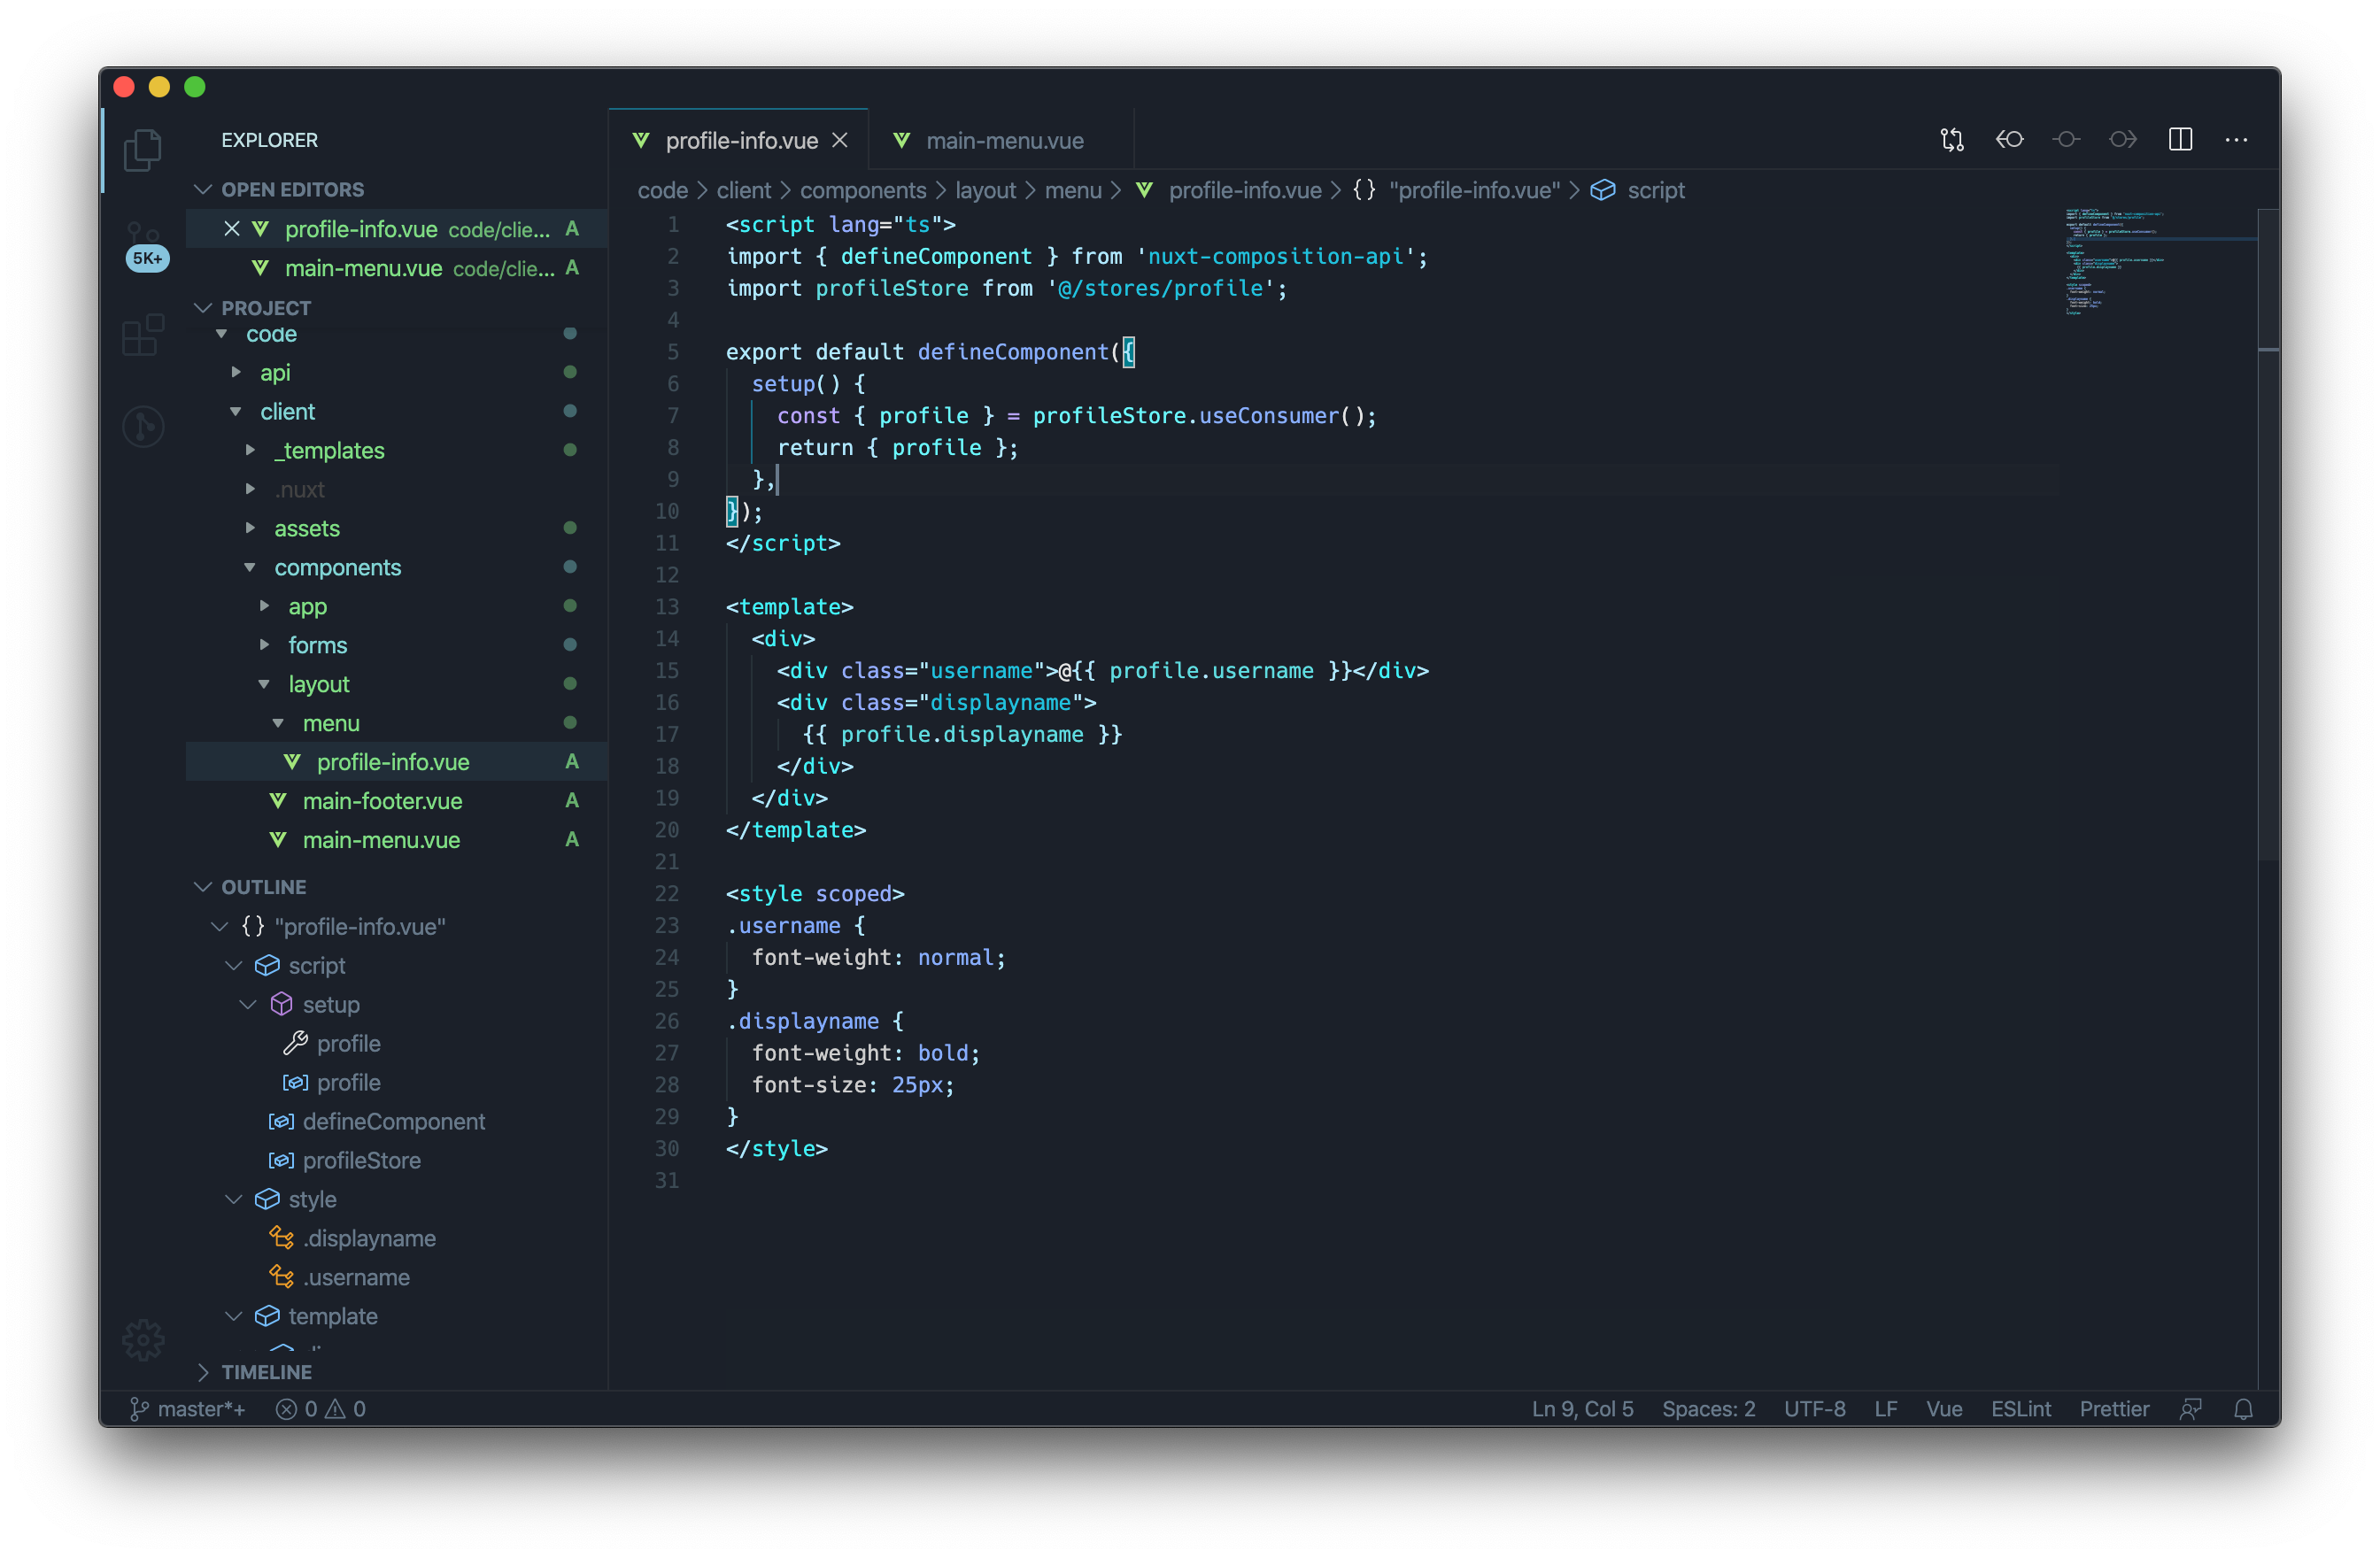 EXPLORER
OPEN EDITORS
profile-info.vue code/clie... A
main-menu.vue code/clie... A
5K+
PROJECT
code
api
client
_templates
.nuxt
assets
components
app
forms
layout
menu
profile-info.vue A
main-footer.vue A
main-menu.vue A
OUTLINE
{} "profile-info.vue"
script
setup
profile
profile
defineComponent
profileStore
style
.displayname
.username
template
TIMELINE
profile-info.vue main-menu.vue
code > client > components > layout > menu > profile-info.vue > {} "profile-info.vue" > script
1 <script lang="ts">
2 import { defineComponent } from 'nuxt-composition-api';
3 import profileStore from '@/stores/profile';
4
5 export default defineComponent({
6   setup() {
7     const { profile } = profileStore.useConsumer();
8     return { profile };
9   },
10 });
11 </script>
12
13 <template>
14   <div>
15     <div class="username">@{{ profile.username }}</div>
16     <div class="displayname">
17       {{ profile.displayname }}
18     </div>
19   </div>
20 </template>
21
22 <style scoped>
23 .username {
24   font-weight: normal;
25 }
26 .displayname {
27   font-weight: bold;
28   font-size: 25px;
29 }
30 </style>
31
master*+ 0 0 Ln 9, Col 5 Spaces: 2 UTF-8 LF Vue ESLint Prettier